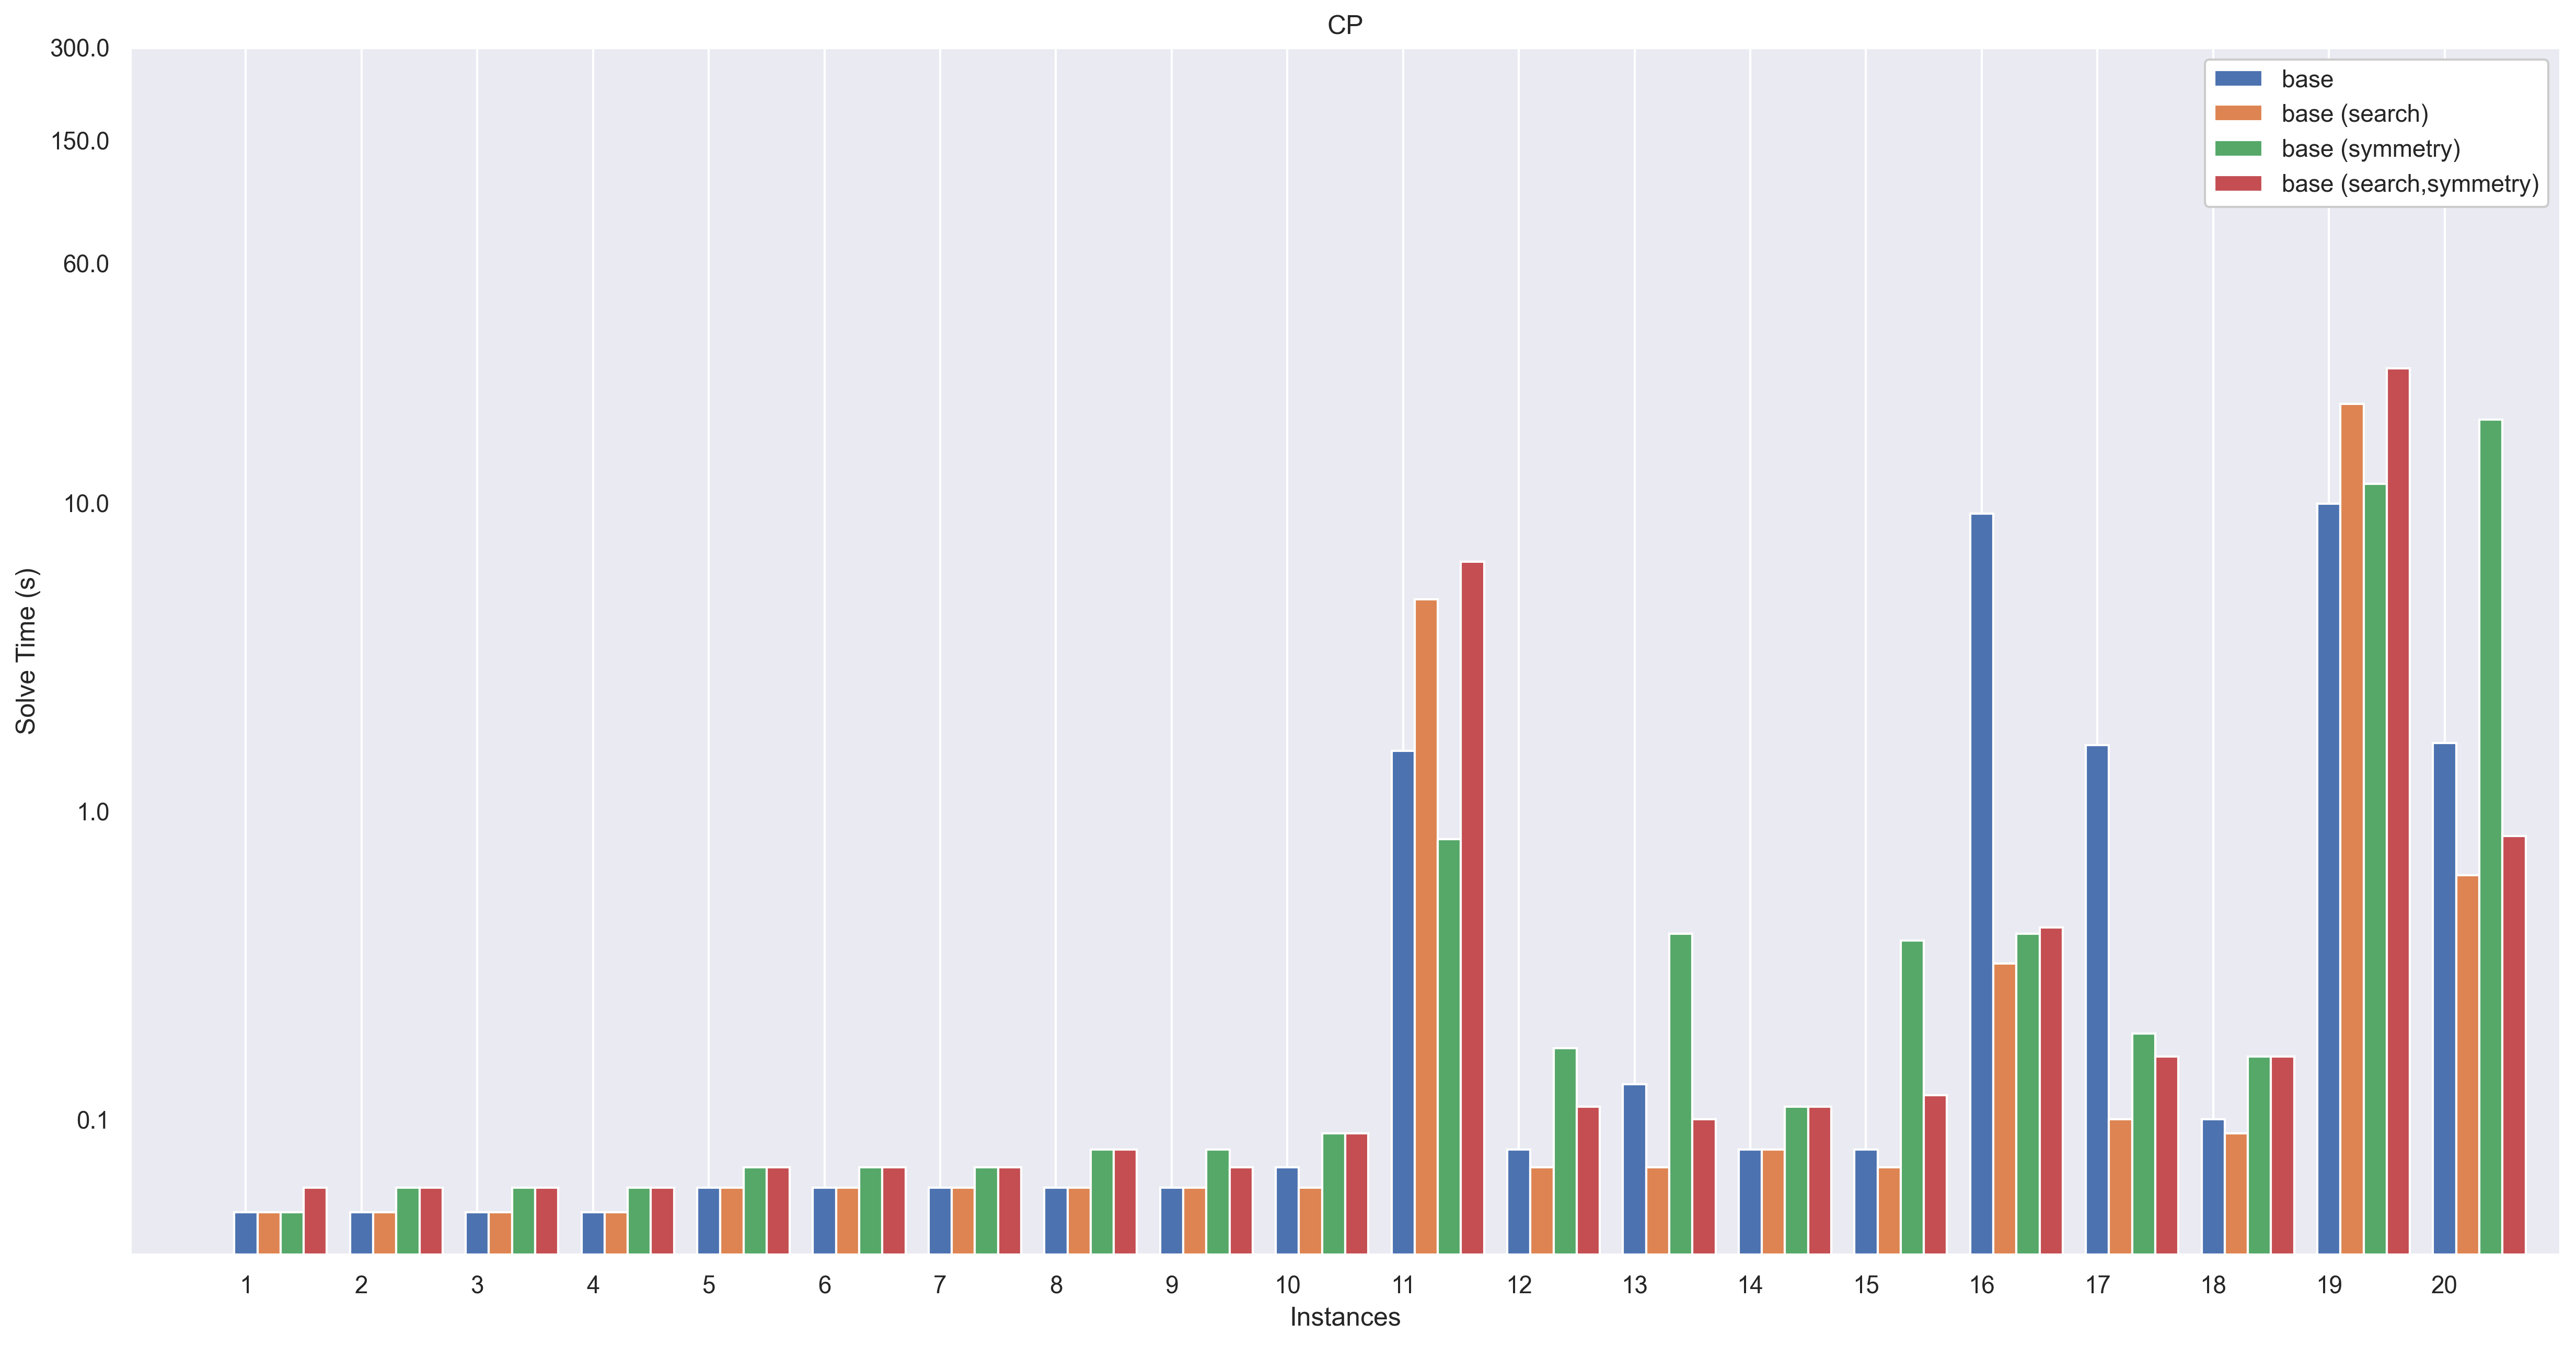 CP
300.0
150.0
60.0
10.0
1.0
0.1
Solve Time (s)
base
base (search)
base (symmetry)
base (search,symmetry)
1 2 3 4 5 6 7 8 9 10 11 12 13 14 15 16 17 18 19 20
Instances